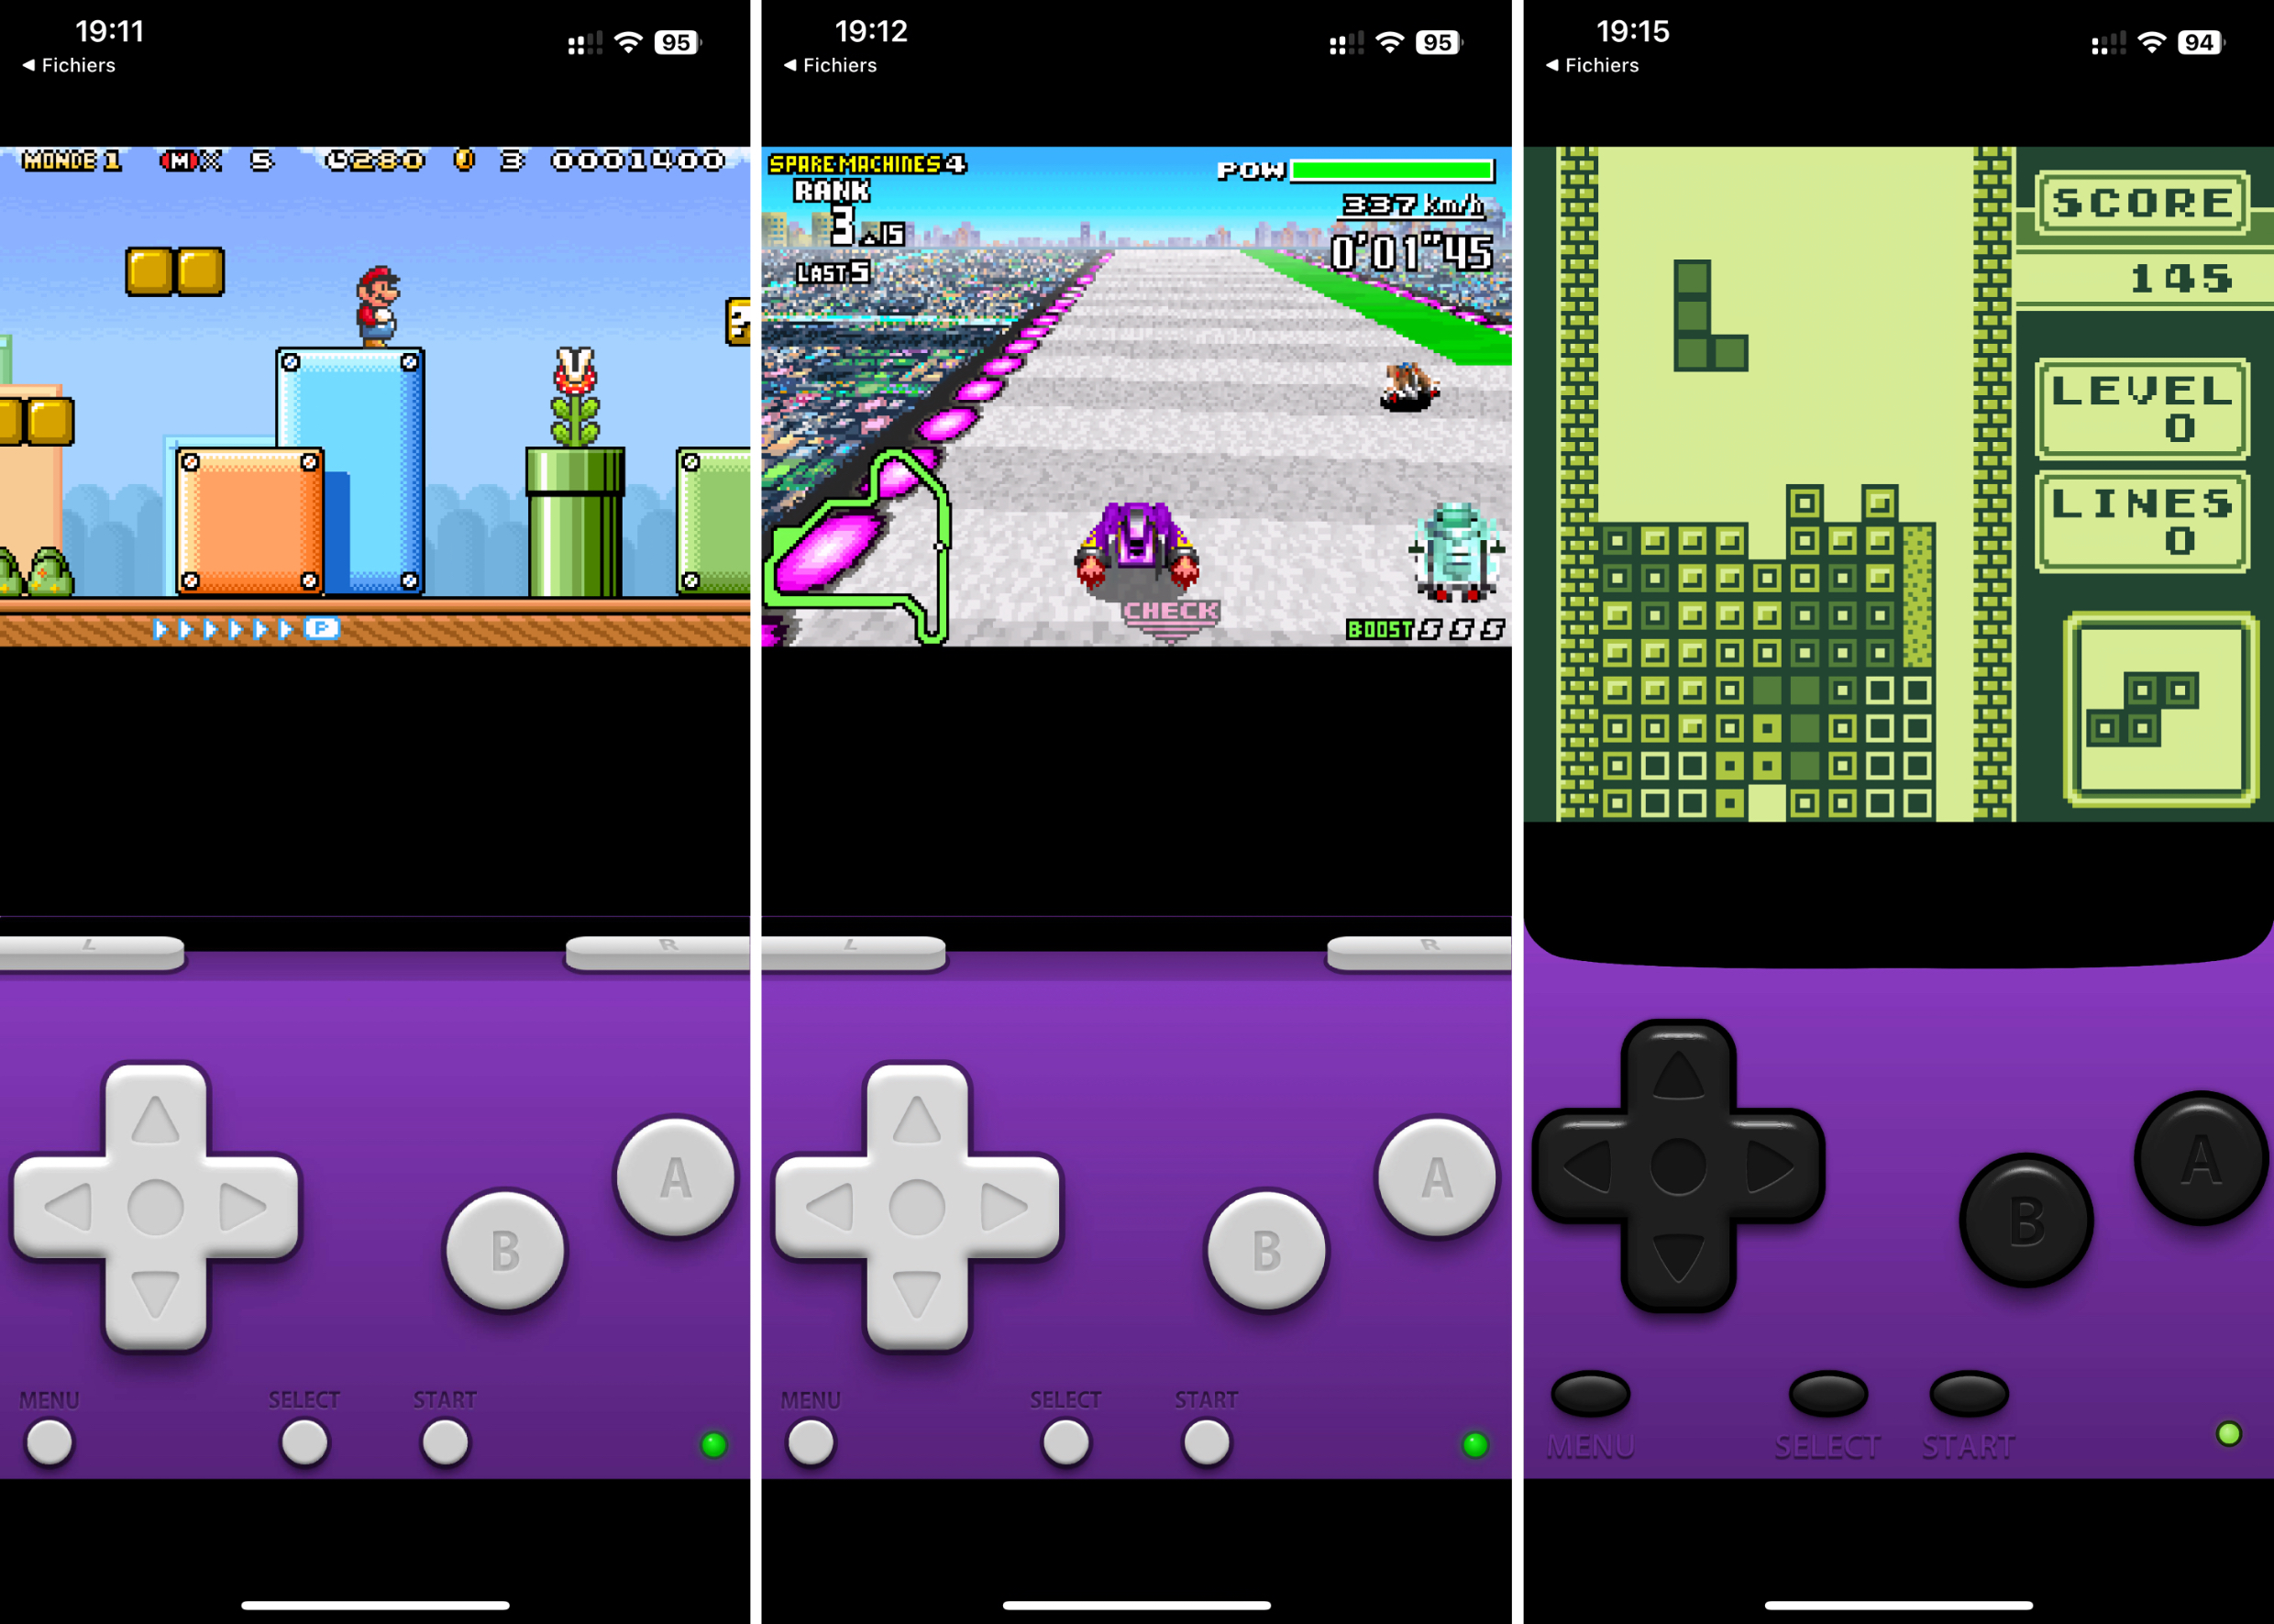 19:11
95
◀ Fichiers
MONDE 1 M X 5 280 3 0001400
?
P
L R
A
B
MENU SELECT START
19:12
95
◀ Fichiers
SPARE MACHINES 4
POW
RANK
3 /15
337 km/h
0'01"45
LAST 5
CHECK
BOOST S S S
L R
A
B
MENU SELECT START
19:15
94
◀ Fichiers
SCORE
145
LEVEL
0
LINES
0
A
B
MENU SELECT START